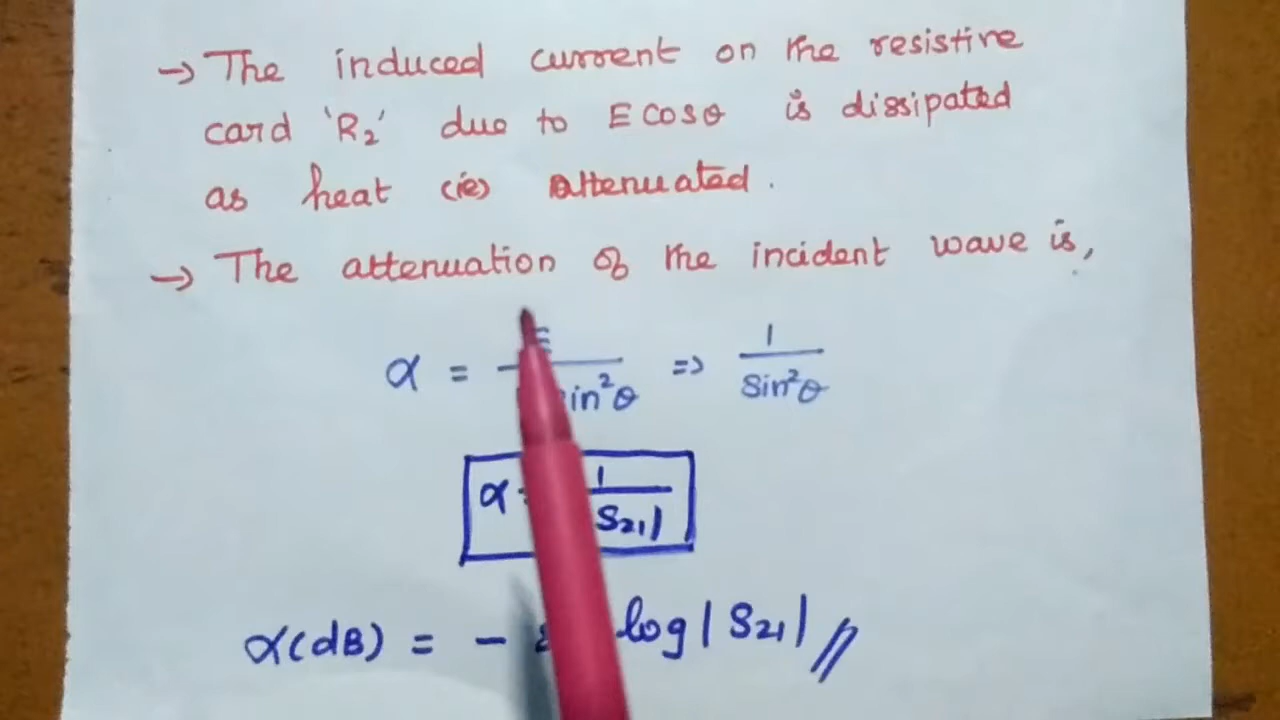 → The induced current on the resistive
card 'R₂' due to E cosθ is dissipated
as heat (ie) attenuated.
→ The attenuation of the incident wave is,
α = E / in²θ => 1 / Sin²θ
α 1 / S₂₁|
α(dB) = - log|S₂₁| //